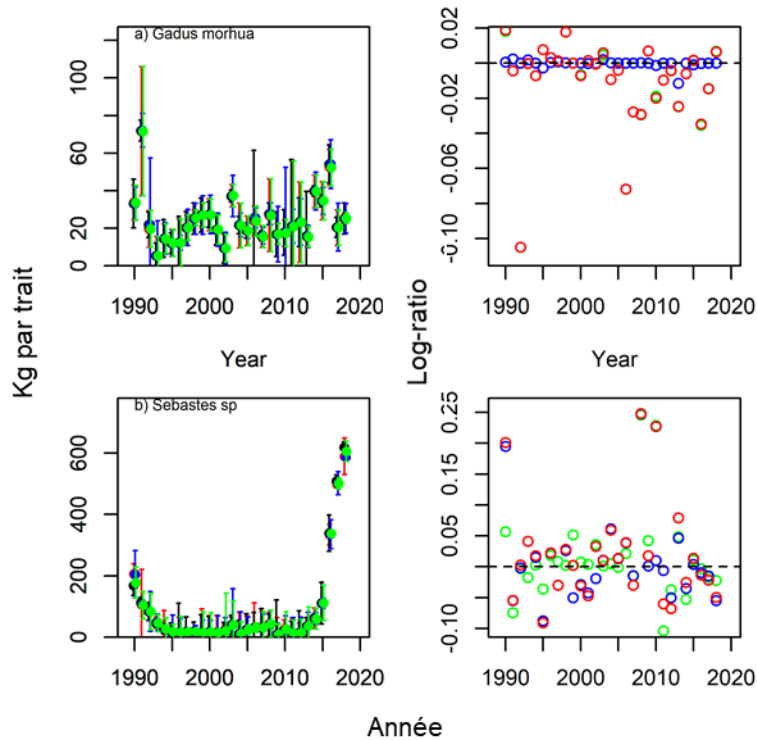 a) Gadus morhua
Kg par trait
0 20 60 100
1990 2000 2010 2020
Year
Log-ratio
-0.10 -0.06 -0.02 0.02
1990 2000 2010 2020
Year
b) Sebastes sp
0 200 400 600
1990 2000 2010 2020
-0.10 0.05 0.15 0.25
1990 2000 2010 2020
Année